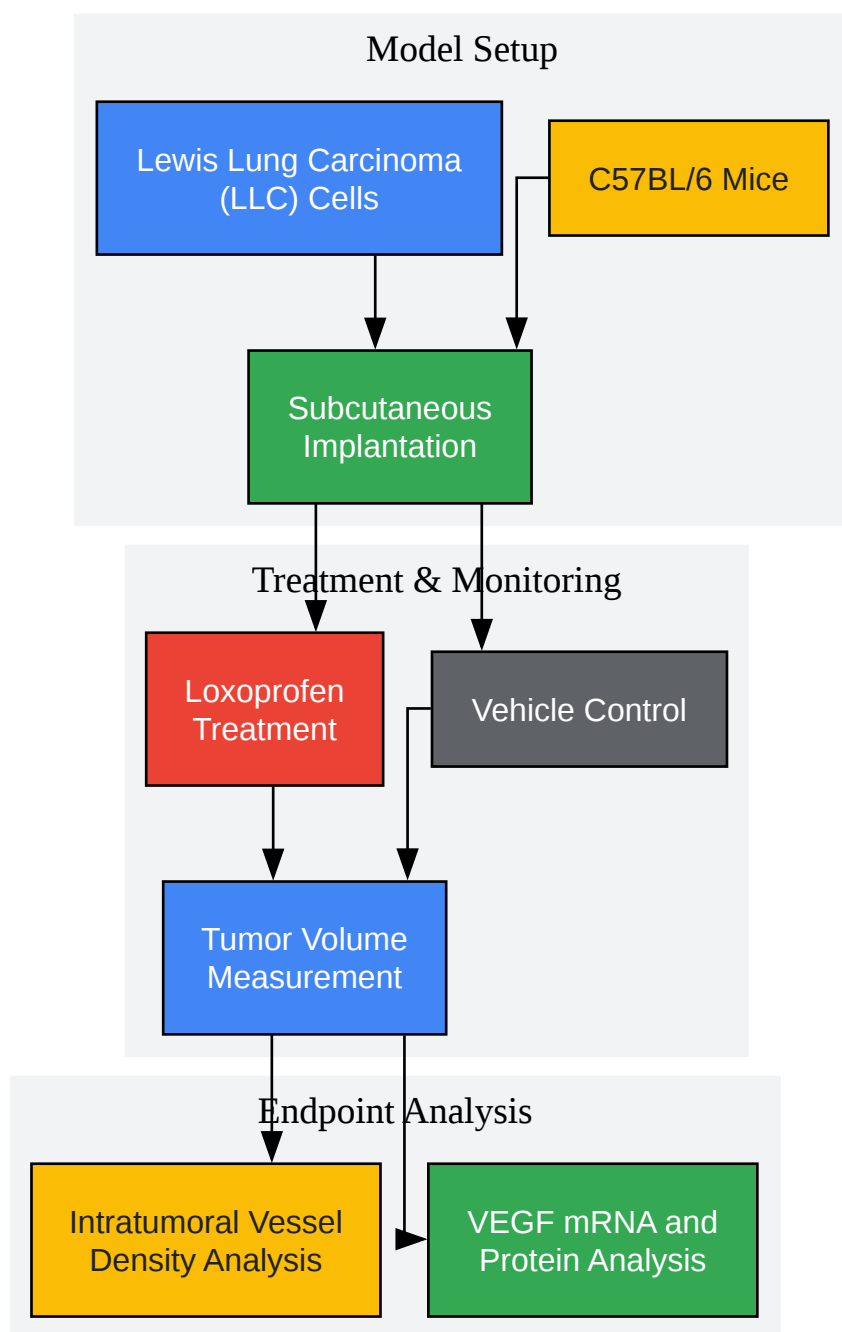 Model Setup
Lewis Lung Carcinoma
(LLC) Cells
C57BL/6 Mice
Subcutaneous
Implantation
Treatment & Monitoring
Loxoprofen
Treatment
Vehicle Control
Tumor Volume
Measurement
Endpoint Analysis
Intratumoral Vessel
Density Analysis
VEGF mRNA and
Protein Analysis